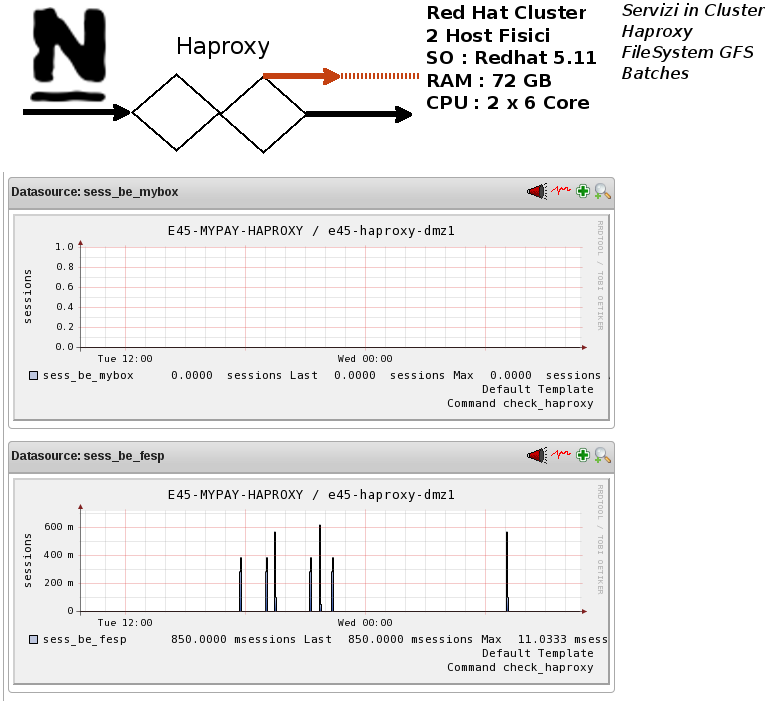 N
Haproxy
Red Hat Cluster
2 Host Fisici
SO : Redhat 5.11
RAM : 72 GB
CPU : 2 x 6 Core
Servizi in Cluster
Haproxy
FileSystem GFS
Batches
Datasource: sess_be_mybox
E45-MYPAY-HAPROXY / e45-haproxy-dmz1
RRDTOOL / TOBI OETIKER
sessions
1.0
0.8
0.6
0.4
0.2
0.0
Tue 12:00 Wed 00:00
sess_be_mybox 0.0000 sessions Last 0.0000 sessions Max 0.0000 sessions
Default Template
Command check_haproxy
Datasource: sess_be_fesp
E45-MYPAY-HAPROXY / e45-haproxy-dmz1
RRDTOOL / TOBI OETIKER
sessions
600 m
400 m
200 m
0
Tue 12:00 Wed 00:00
sess_be_fesp 850.0000 msessions Last 850.0000 msessions Max 11.0333 msess
Default Template
Command check_haproxy